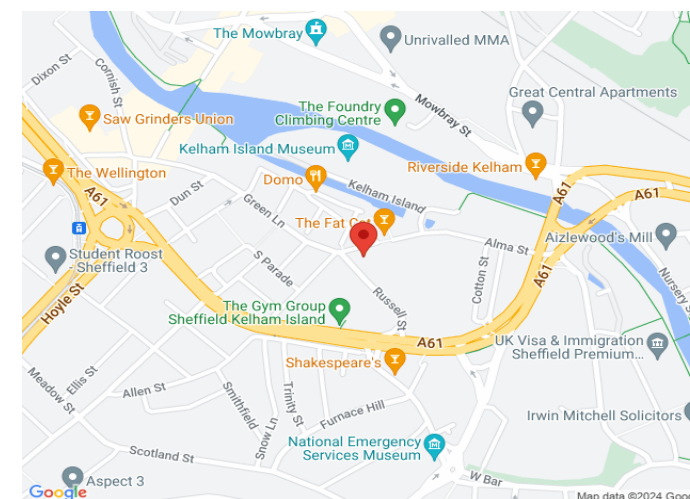 The Mowbray
Unrivalled MMA
Dixon St
Cornish St
Great Central Apartments
The Foundry
Climbing Centre
Mowbray St
Saw Grinders Union
Kelham Island Museum
Riverside Kelham
The Wellington
Domo
Kelham Island
A61
A61
A61
Dun St
Green Ln
The Fat Cat
Alma St
Aizlewood's Mill
Student Roost
- Sheffield 3
S Parade
Cotton St
A61
Nursery S
Hoyle St
Russell St
The Gym Group
Sheffield Kelham Island
A61
UK Visa & Immigration
Sheffield Premium...
Shakespeare's
Meadow St
Ellis St
Allen St
Smithfield
Trinity St
Snow Ln
Furnace Hill
Irwin Mitchell Solicitors
National Emergency
Services Museum
Scotland St
W Bar
Aspect 3
Google
Map data ©2024 Goo